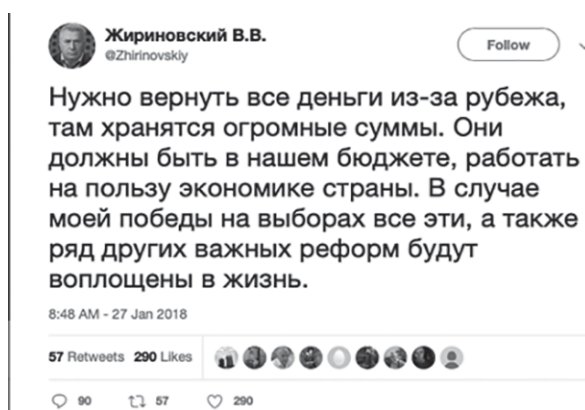 Жириновский В.В.
@Zhirinovskiy
Follow
Нужно вернуть все деньги из-за рубежа,
там хранятся огромные суммы. Они
должны быть в нашем бюджете, работать
на пользу экономике страны. В случае
моей победы на выборах все эти, а также
ряд других важных реформ будут
воплощены в жизнь.
8:48 AM - 27 Jan 2018
57 Retweets 290 Likes
90 57 290